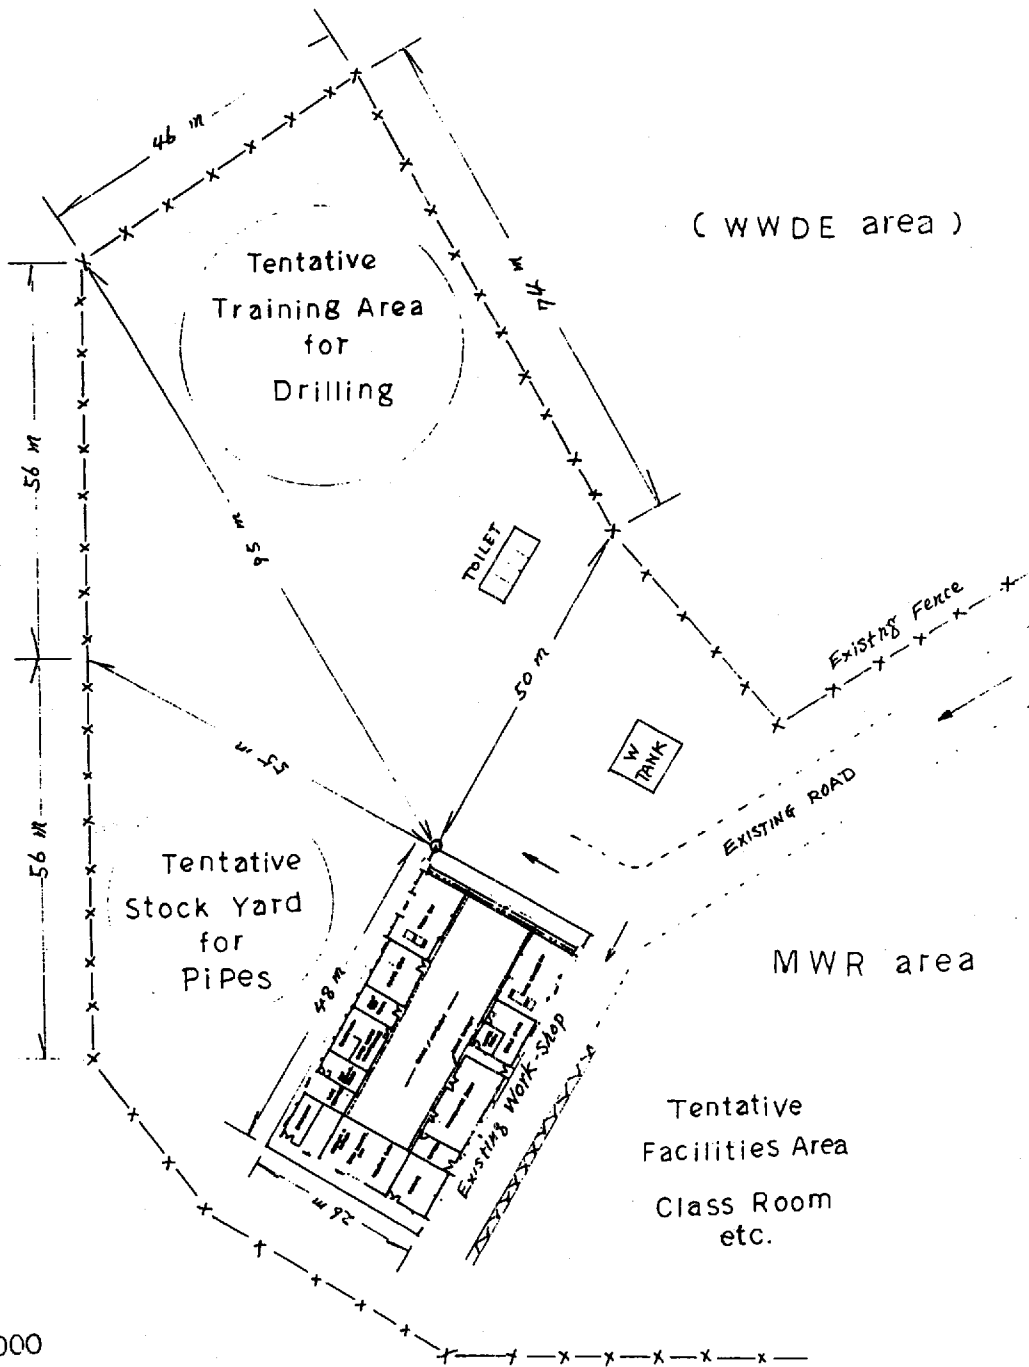 46 m
( WWDE area )
Tentative
Training Area
for
Drilling
74 m
56 m
95 m
TOILET
50 m
Existng Fence
55 m
W
TANK
EXISTING ROAD
56 m
Tentative
Stock Yard
for
PiPes
MWR area
48 m
Existing Work-Shop
26 m
Tentative
Facilities Area
Class Room
etc.
000